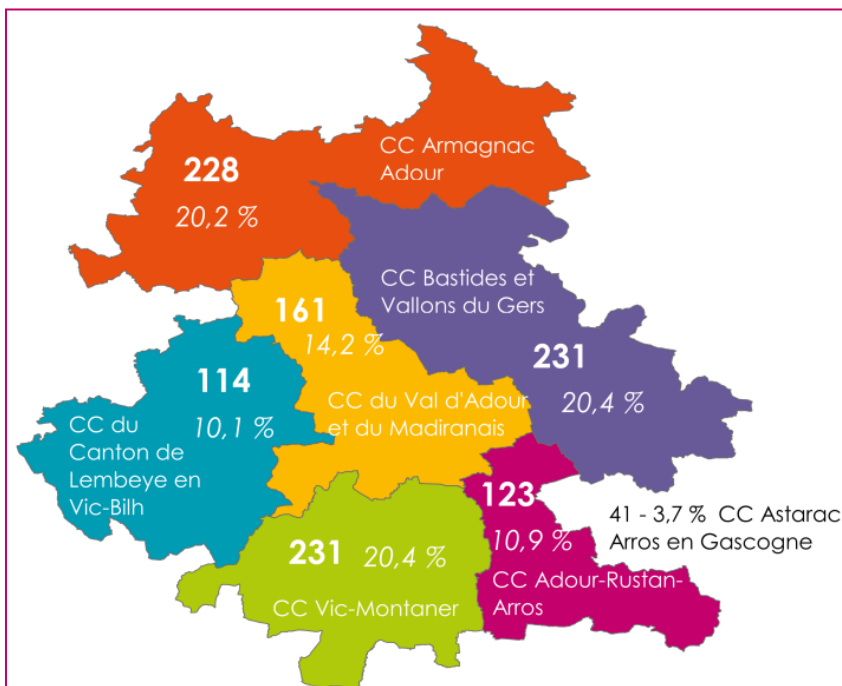 CC Armagnac
Adour
228
20,2 %
CC Bastides et
Vallons du Gers
231
20,4 %
161
14,2 %
CC du Val d'Adour
et du Madiranais
114
10,1 %
CC du
Canton de
Lembeye en
Vic-Bilh
123
10,9 %
CC Adour-Rustan-
Arros
41 - 3,7 % CC Astarac
Arros en Gascogne
231 20,4 %
CC Vic-Montaner